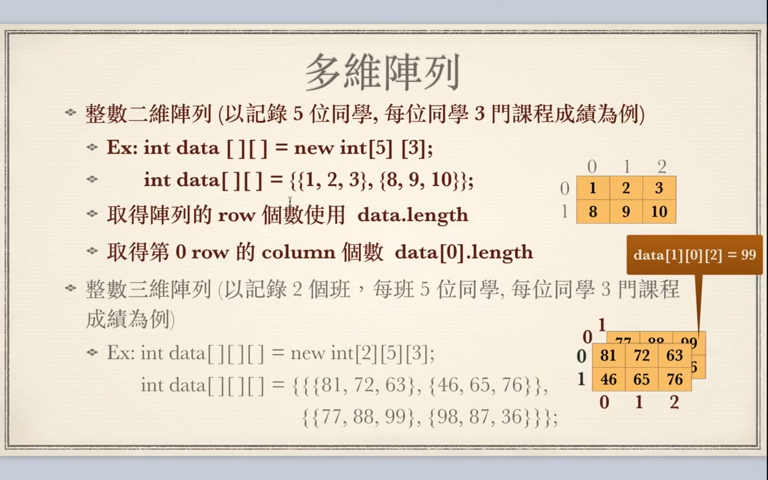 多維陣列
整數二維陣列 (以記錄 5 位同學, 每位同學 3 門課程成績為例)
Ex: int data [ ][ ] = new int[5] [3];
int data[ ][ ] = {{1, 2, 3}, {8, 9, 10}};
取得陣列的 row 個數使用 data.length
取得第 0 row 的 column 個數 data[0].length
0 1 2
0 1 2 3
1 8 9 10
data[1][0][2] = 99
整數三維陣列 (以記錄 2 個班，每班 5 位同學, 每位同學 3 門課程
成績為例)
Ex: int data[ ][ ][ ] = new int[2][5][3];
int data[ ][ ][ ] = {{{81, 72, 63}, {46, 65, 76}},
{{77, 88, 99}, {98, 87, 36}}};
1
0 77 88 99
0 81 72 63
1 46 65 76 6
0 1 2